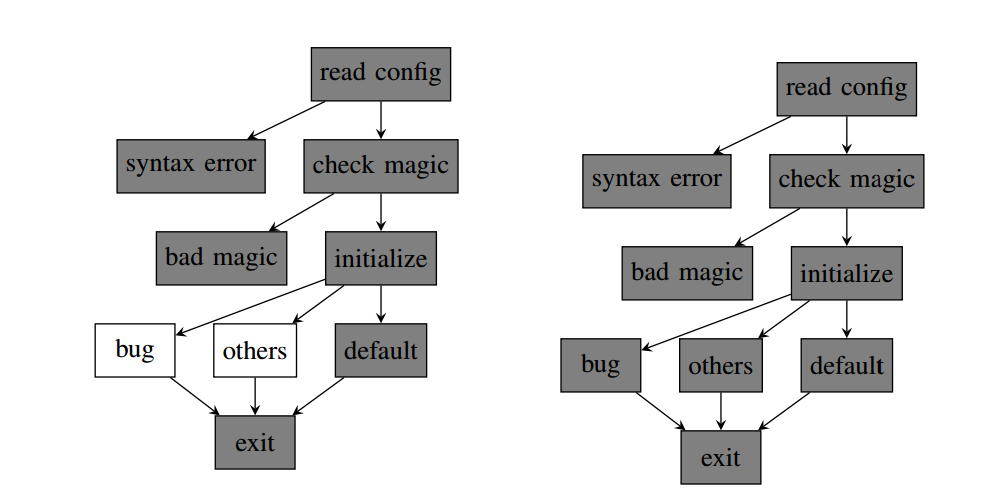 read config
syntax error
check magic
bad magic
initialize
bug
others
default
exit
read config
syntax error
check magic
bad magic
initialize
bug
others
default
exit